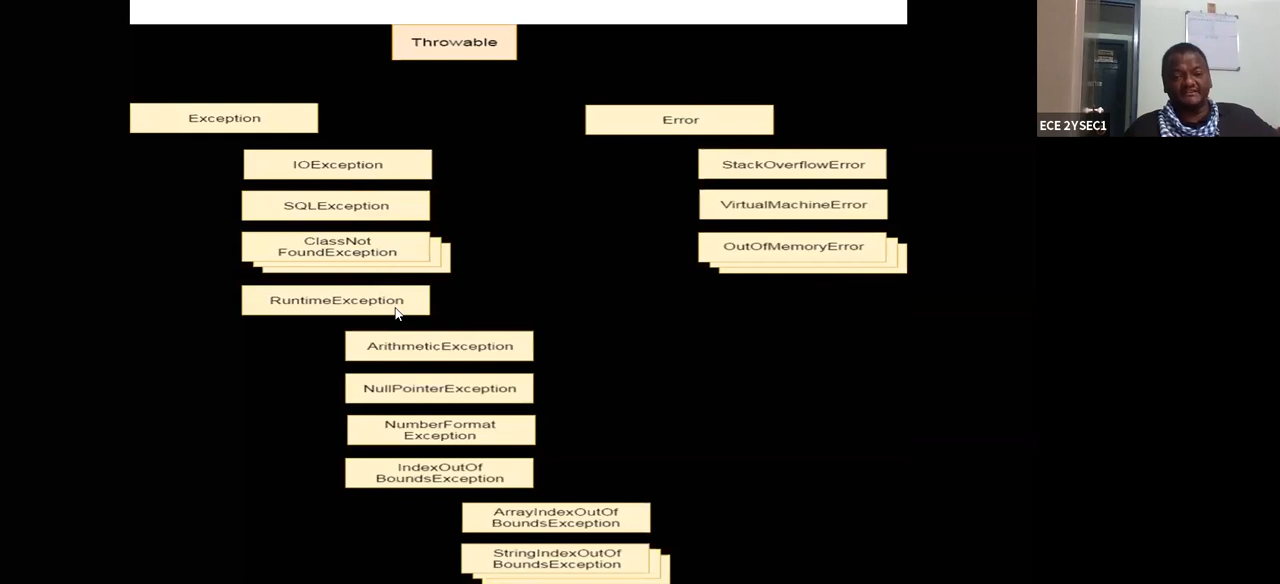 Throwable
ECE 2YSEC1
Exception
Error
IOException
StackOverflowError
SQLException
VirtualMachineError
ClassNot
FoundException
OutOfMemoryError
RuntimeException
ArithmeticException
NullPointerException
NumberFormat
Exception
IndexOutOf
BoundsException
ArrayIndexOutOf
BoundsException
StringIndexOutOf
BoundsException